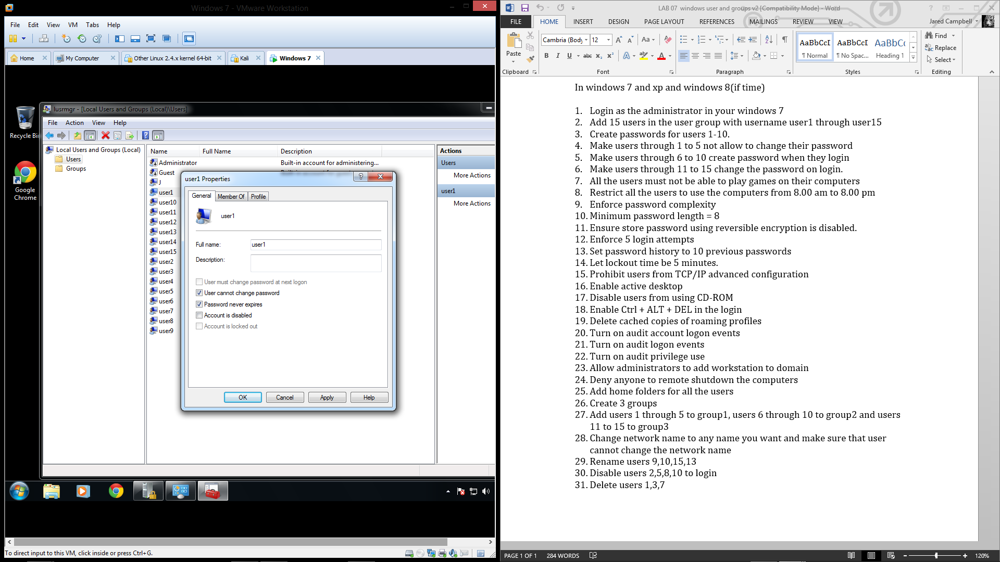 Windows 7 - VMware Workstation
File Edit View VM Tabs Help
Home My Computer Other Linux 2.4.x kernel 64-bit Kali Windows 7
Recycle Bin
Google
Chrome
lusrmgr - [Local Users and Groups (Local)\Users]
File Action View Help
Local Users and Groups (Local)
Users
Groups
Name Full Name Description
Administrator Built-in account for administering...
Guest
J
user1
user10
user11
user12
user13
user14
user15
user2
user3
user4
user5
user6
user7
user8
user9
Actions
Users
More Actions
user1
More Actions
user1 Properties
General Member Of Profile
user1
Full name: user1
Description:
User must change password at next logon
User cannot change password
Password never expires
Account is disabled
Account is locked out
OK Cancel Apply Help
To direct input to this VM, click inside or press Ctrl+G.
LAB 07 windows user and groups v2 [Compatibility Mode] - Word
FILE HOME INSERT DESIGN PAGE LAYOUT REFERENCES MAILINGS REVIEW VIEW Jared Campbell
Paste
Clipboard
Cambria (Body 12
Font
Paragraph
AaBbCcI AaBbCcI AaBbCc
¶ Normal ¶ No Spac... Heading 1
Styles
Find
Replace
Select
Editing
In windows 7 and xp and windows 8(if time)
1. Login as the administrator in your windows 7
2. Add 15 users in the user group with username user1 through user15
3. Create passwords for users 1-10.
4. Make users through 1 to 5 not allow to change their password
5. Make users through 6 to 10 create password when they login
6. Make users through 11 to 15 change the password on login.
7. All the users must not be able to play games on their computers
8. Restrict all the users to use the computers from 8.00 am to 8.00 pm
9. Enforce password complexity
10. Minimum password length = 8
11. Ensure store password using reversible encryption is disabled.
12. Enforce 5 login attempts
13. Set password history to 10 previous passwords
14. Let lockout time be 5 minutes.
15. Prohibit users from TCP/IP advanced configuration
16. Enable active desktop
17. Disable users from using CD-ROM
18. Enable Ctrl + ALT + DEL in the login
19. Delete cached copies of roaming profiles
20. Turn on audit account logon events
21. Turn on audit logon events
22. Turn on audit privilege use
23. Allow administrators to add workstation to domain
24. Deny anyone to remote shutdown the computers
25. Add home folders for all the users
26. Create 3 groups
27. Add users 1 through 5 to group1, users 6 through 10 to group2 and users
11 to 15 to group3
28. Change network name to any name you want and make sure that user
cannot change the network name
29. Rename users 9,10,15,13
30. Disable users 2,5,8,10 to login
31. Delete users 1,3,7
PAGE 1 OF 1 284 WORDS 120%